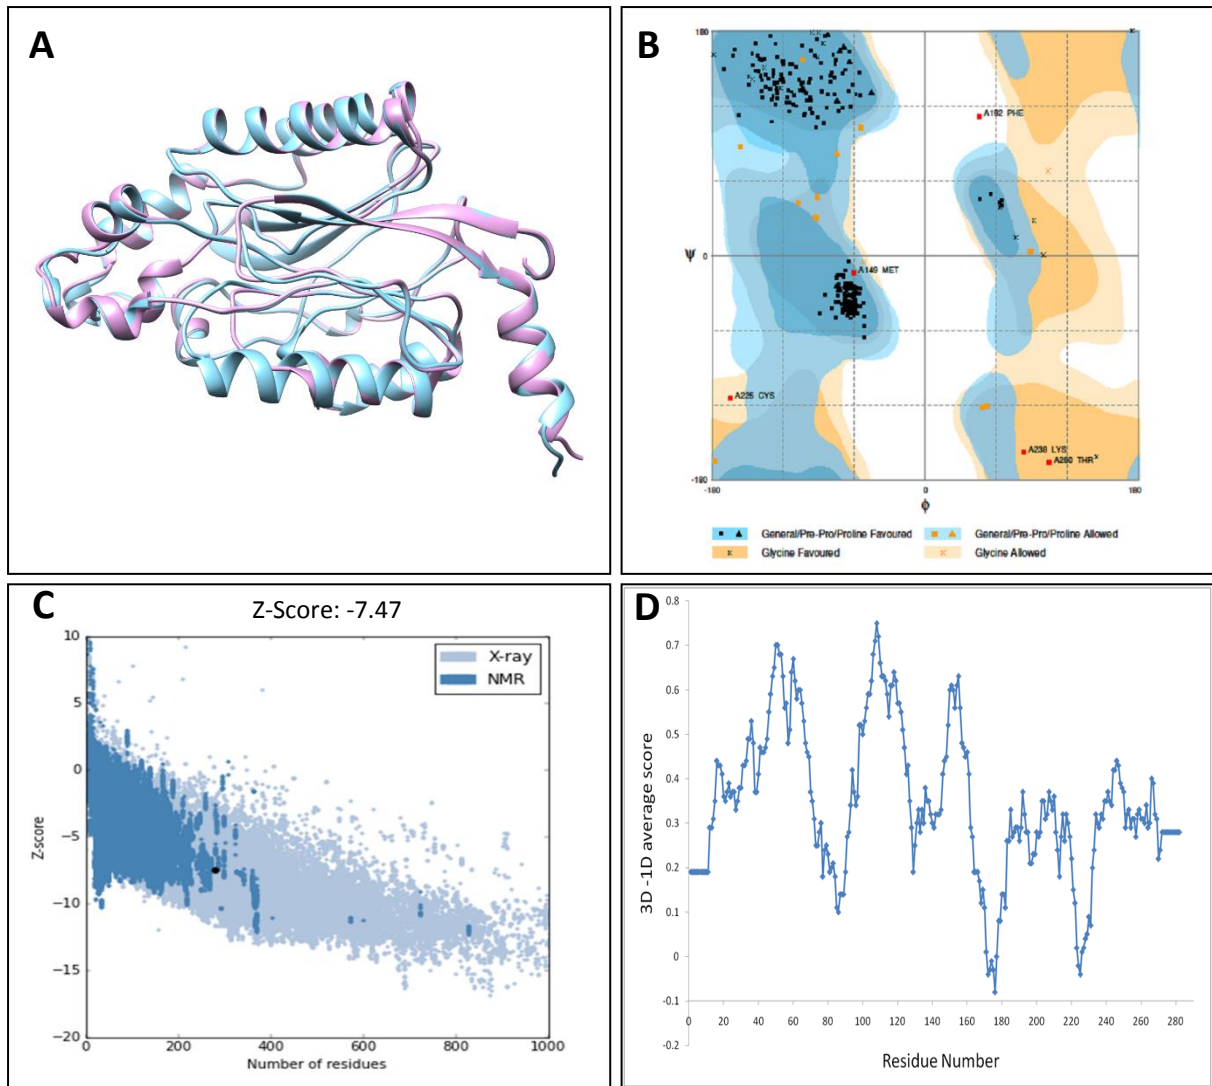 A
B
180
A192 PHE
ψ 0
A149 MET
A225 CYS
A238 LYS
A260 THR
-180
-180 0 180
ϕ
General/Pre-Pro/Proline Favoured General/Pre-Pro/Proline Allowed
Glycine Favoured Glycine Allowed
C
Z-Score: -7.47
10
5
0
−5
−10
−15
−20
X-ray
NMR
Z-score
0 200 400 600 800 1000
Number of residues
D
0.8
0.7
0.6
0.5
0.4
0.3
0.2
0.1
0
-0.1
-0.2
3D -1D average score
0 20 40 60 80 100 120 140 160 180 200 220 240 260 280
Residue Number